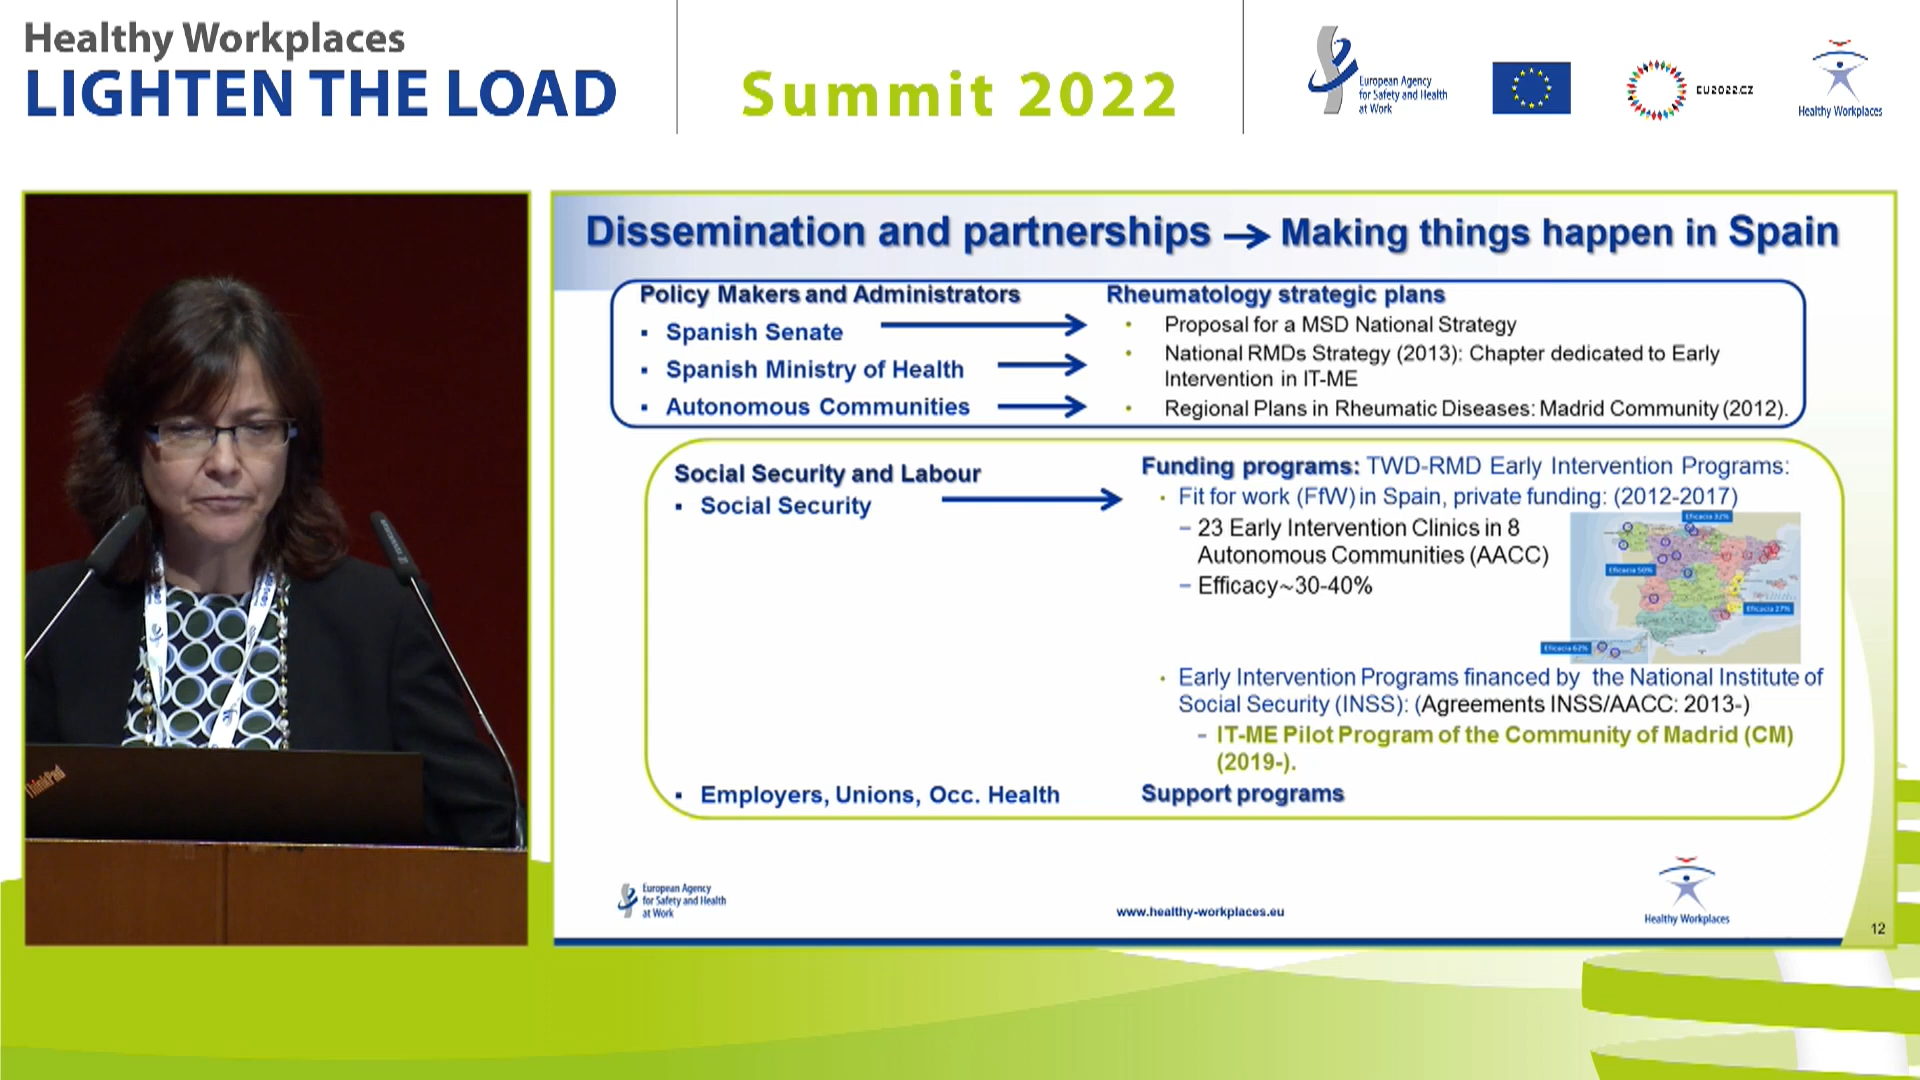 Healthy Workplaces
LIGHTEN THE LOAD
Summit 2022
European Agency
for Safety and Health
at Work
EU2022.CZ
Healthy Workplaces
Dissemination and partnerships → Making things happen in Spain
Policy Makers and Administrators
▪ Spanish Senate
▪ Spanish Ministry of Health
▪ Autonomous Communities
Rheumatology strategic plans
• Proposal for a MSD National Strategy
• National RMDs Strategy (2013): Chapter dedicated to Early
Intervention in IT-ME
• Regional Plans in Rheumatic Diseases: Madrid Community (2012).
Social Security and Labour
▪ Social Security
Funding programs: TWD-RMD Early Intervention Programs:
• Fit for work (FfW) in Spain, private funding: (2012-2017)
– 23 Early Intervention Clinics in 8
Autonomous Communities (AACC)
– Efficacy~30-40%
Eficacia 50%
Eficacia 27%
• Early Intervention Programs financed by the National Institute of
Social Security (INSS): (Agreements INSS/AACC: 2013-)
– IT-ME Pilot Program of the Community of Madrid (CM)
(2019-).
▪ Employers, Unions, Occ. Health
Support programs
European Agency
for Safety and Health
at Work
www.healthy-workplaces.eu
Healthy Workplaces
12
ThinkPad